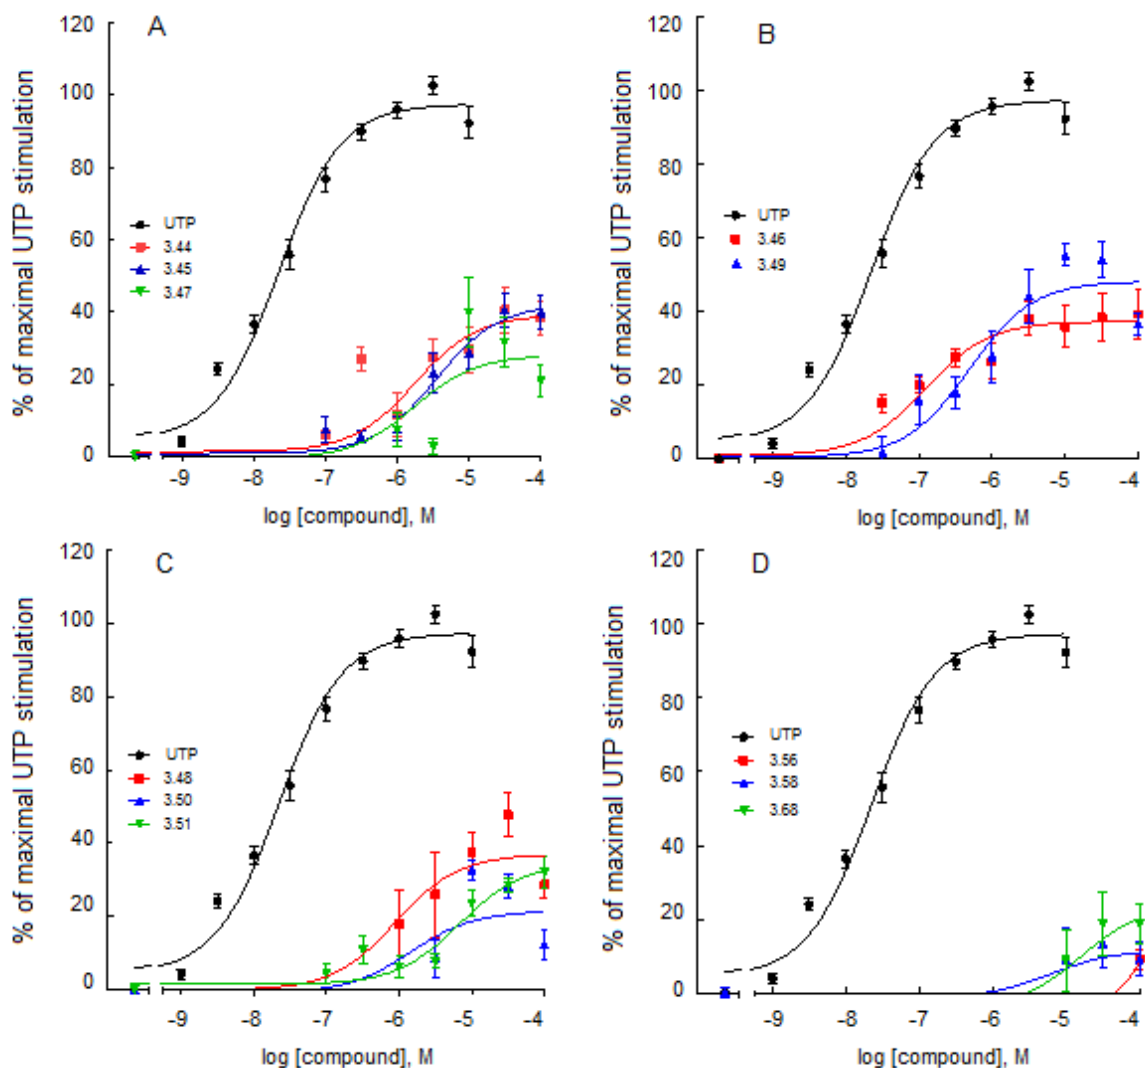 A
% of maximal UTP stimulation
120
100
80
60
40
20
0
UTP
3.44
3.45
3.47
-9 -8 -7 -6 -5 -4
log [compound], M
B
% of maximal UTP stimulation
120
100
80
60
40
20
0
UTP
3.46
3.49
-9 -8 -7 -6 -5 -4
log [compound], M
C
% of maximal UTP stimulation
120
100
80
60
40
20
0
UTP
3.48
3.50
3.51
-9 -8 -7 -6 -5 -4
log [compound], M
D
% of maximal UTP stimulation
120
100
80
60
40
20
0
UTP
3.56
3.58
3.68
-9 -8 -7 -6 -5 -4
log [compound], M